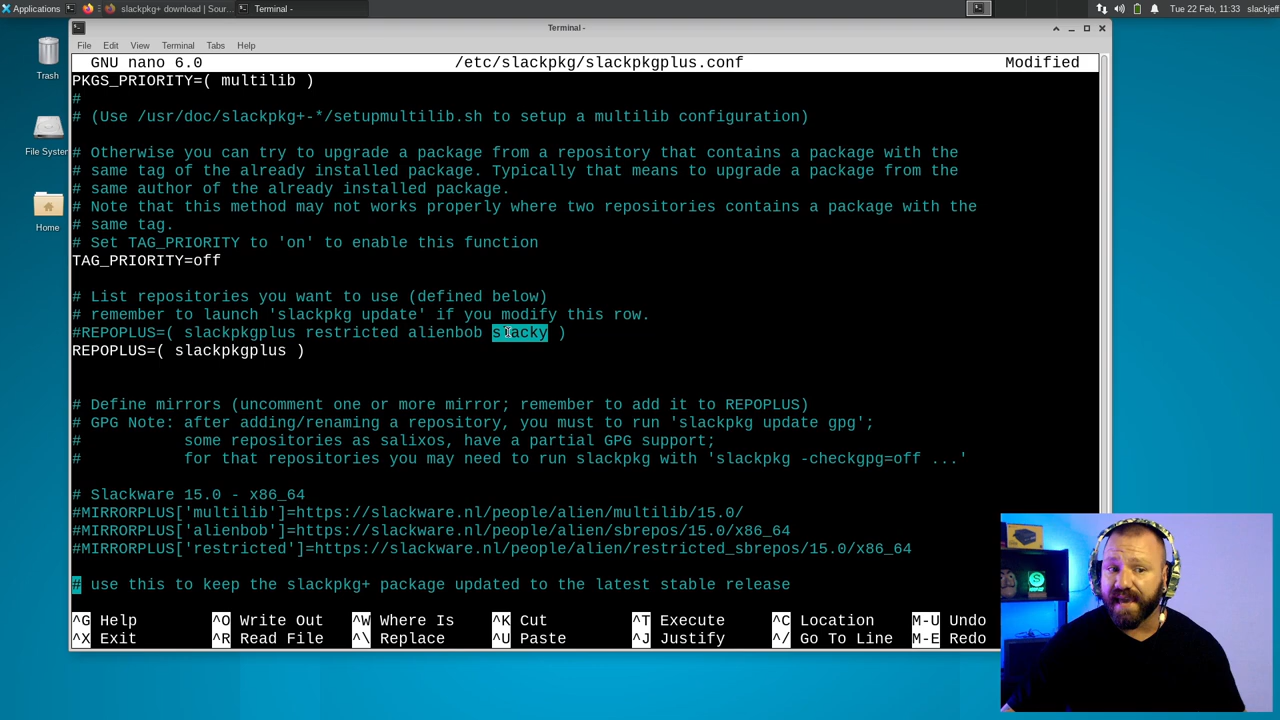 Applications
slackpkg+ download | Sour...
Terminal -
Tue 22 Feb, 11:33
slackjeff
Terminal -
File Edit View Terminal Tabs Help
GNU nano 6.0 /etc/slackpkg/slackpkgplus.conf Modified
PKGS_PRIORITY=( multilib )
#
# (Use /usr/doc/slackpkg+-*/setupmultilib.sh to setup a multilib configuration)
# Otherwise you can try to upgrade a package from a repository that contains a package with the
# same tag of the already installed package. Typically that means to upgrade a package from the
# same author of the already installed package.
# Note that this method may not works properly where two repositories contains a package with the
# same tag.
# Set TAG_PRIORITY to 'on' to enable this function
TAG_PRIORITY=off
# List repositories you want to use (defined below)
# remember to launch 'slackpkg update' if you modify this row.
#REPOPLUS=( slackpkgplus restricted alienbob slacky )
REPOPLUS=( slackpkgplus )
# Define mirrors (uncomment one or more mirror; remember to add it to REPOPLUS)
# GPG Note: after adding/renaming a repository, you must to run 'slackpkg update gpg';
# some repositories as salixos, have a partial GPG support;
# for that repositories you may need to run slackpkg with 'slackpkg -checkgpg=off ...'
# Slackware 15.0 - x86_64
#MIRRORPLUS['multilib']=https://slackware.nl/people/alien/multilib/15.0/
#MIRRORPLUS['alienbob']=https://slackware.nl/people/alien/sbrepos/15.0/x86_64
#MIRRORPLUS['restricted']=https://slackware.nl/people/alien/restricted_sbrepos/15.0/x86_64
# use this to keep the slackpkg+ package updated to the latest stable release
^G Help ^O Write Out ^W Where Is ^K Cut ^T Execute ^C Location M-U Undo
^X Exit ^R Read File ^\ Replace ^U Paste ^J Justify ^/ Go To Line M-E Redo
Trash
File System
Home